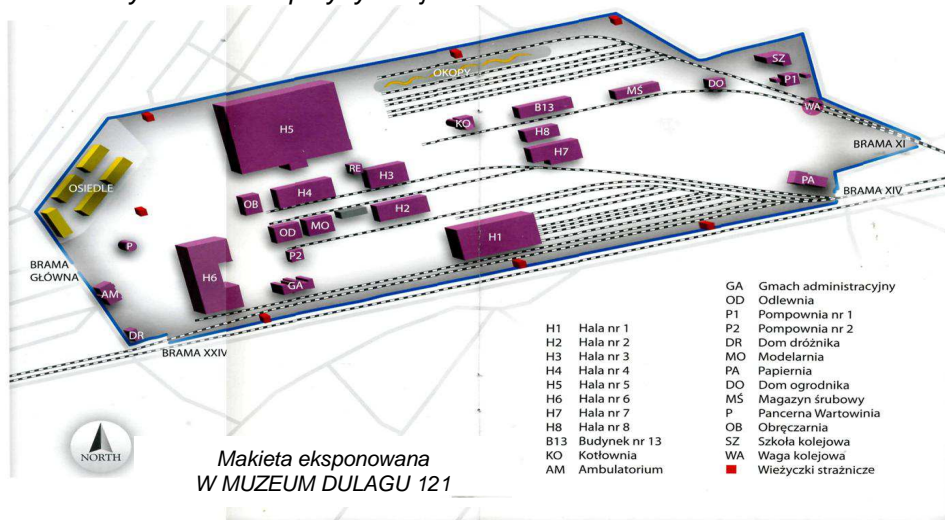 OKOPY
SZ
P1
DO
MŚ
WA
B13
KO
H5
H8
BRAMA XI
H7
RE
H3
PA
OSIEDLE
H4
BRAMA XIV
OB
H2
MO
OD
H1
P
P2
BRAMA
GŁÓWNA
H6
GA
AM
DR
BRAMA XXIV
H1 Hala nr 1
H2 Hala nr 2
H3 Hala nr 3
H4 Hala nr 4
H5 Hala nr 5
H6 Hala nr 6
H7 Hala nr 7
H8 Hala nr 8
B13 Budynek nr 13
KO Kotłownia
AM Ambulatorium
GA Gmach administracyjny
OD Odlewnia
P1 Pompownia nr 1
P2 Pompownia nr 2
DR Dom dróżnika
MO Modelarnia
PA Papiernia
DO Dom ogrodnika
MŚ Magazyn śrubowy
P Pancerna Wartowinia
OB Obręczarnia
SZ Szkoła kolejowa
WA Waga kolejowa
Wieżyczki strażnicze
NORTH
Makieta eksponowana
W MUZEUM DULAGU 121